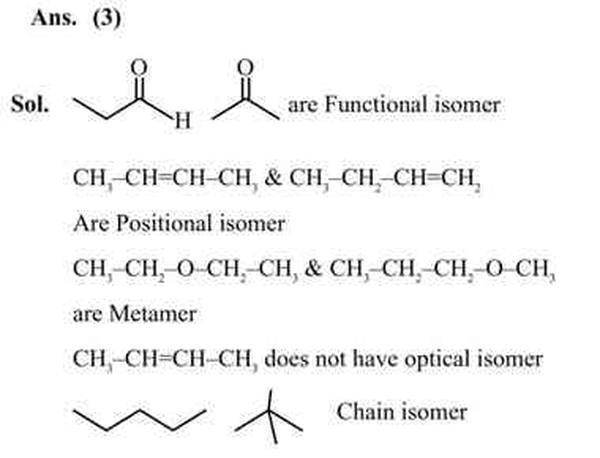 Ans. (3)
O O
Sol. H are Functional isomer
CH₃–CH=CH–CH₃ & CH₃–CH₂–CH=CH₂
Are Positional isomer
CH₃–CH₂–O–CH₂–CH₃ & CH₃–CH₂–CH₂–O–CH₃
are Metamer
CH₃–CH=CH–CH₃ does not have optical isomer
Chain isomer